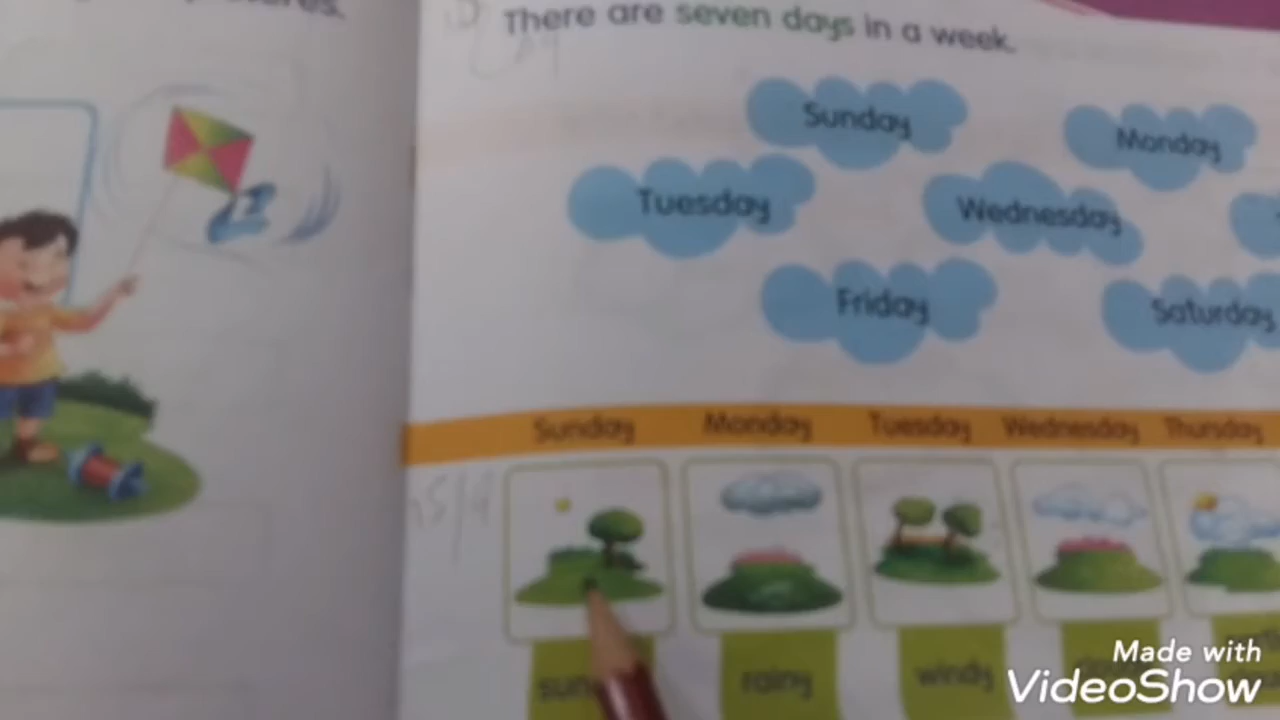 There are seven days in a week.
Sunday
Monday
Tuesday
Wednesday
Friday
Saturday
Sunday Monday Tuesday Wednesday Thursday
rainy windy
Made with
VideoShow